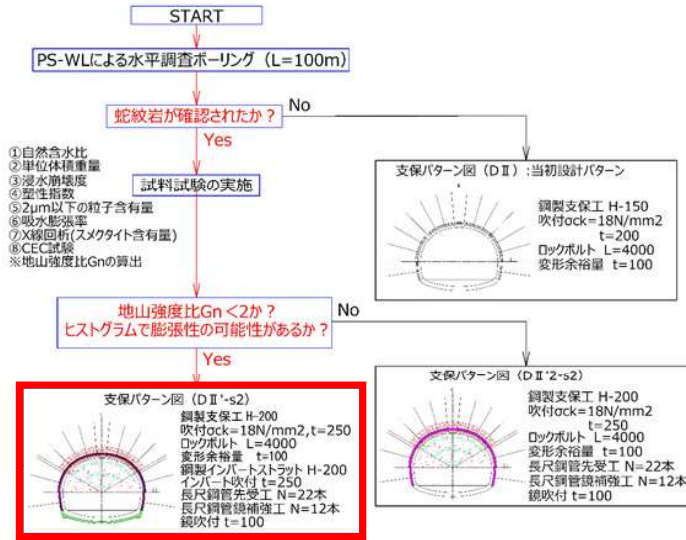 START
PS-WLによる水平調査ボーリング（L=100m）
蛇紋岩が確認されたか？
No
Yes
①自然含水比
②単位体積重量
③浸水崩壊度
④塑性指数
⑤2μm以下の粒子含有量
⑥吸水膨張率
⑦X線回析(スメクタイト含有量)
⑧CEC試験
※地山強度比Gnの算出
試料試験の実施
支保パターン図（DⅡ）:当初設計パターン
鋼製支保工 H-150
吹付σck=18N/mm2
t=200
ロックボルト L=4000
変形余裕量 t=100
地山強度比Gn＜2か？
ヒストグラムで膨張性の可能性があるか？
No
Yes
支保パターン図（DⅡ'-s2）
鋼製支保工 H-200
吹付σck=18N/mm2,t=250
ロックボルト L=4000
変形余裕量 t=100
鋼製インバートストラット H-200
インバート吹付 t=250
長尺鋼管先受工 N=22本
長尺鋼管鏡補強工 N=12本
鏡吹付 t=100
支保パターン図（DⅡ'2-s2）
鋼製支保工 H-200
吹付σck=18N/mm2
t=250
ロックボルト L=4000
変形余裕量 t=100
長尺鋼管先受工 N=22本
長尺鋼管鏡補強工 N=12本
鏡吹付 t=100